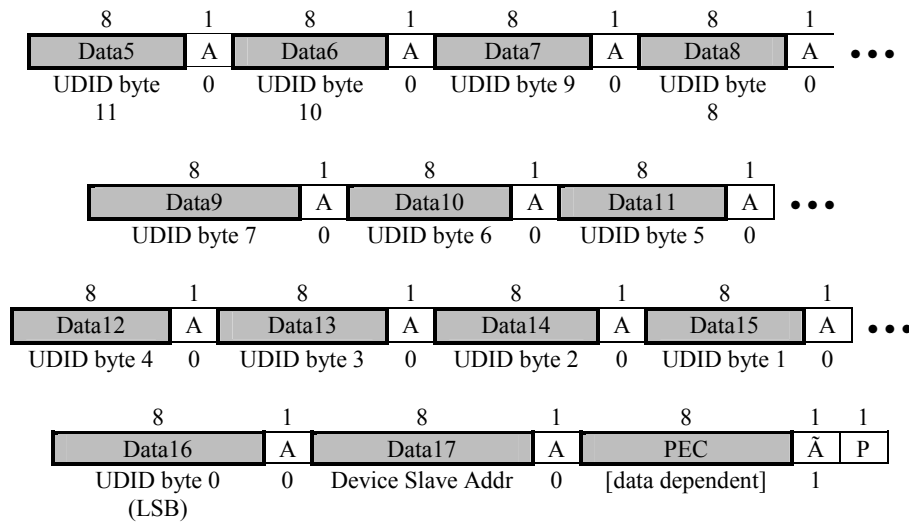 8 1 8 1 8 1 8 1
Data5 A Data6 A Data7 A Data8 A •••
UDID byte 0 UDID byte 0 UDID byte 9 0 UDID byte 0
11 10 8
8 1 8 1 8 1
Data9 A Data10 A Data11 A •••
UDID byte 7 0 UDID byte 6 0 UDID byte 5 0
8 1 8 1 8 1 8 1
Data12 A Data13 A Data14 A Data15 A •••
UDID byte 4 0 UDID byte 3 0 UDID byte 2 0 UDID byte 1 0
8 1 8 1 8 1 1
Data16 A Data17 A PEC Ã P
UDID byte 0 0 Device Slave Addr 0 [data dependent] 1
(LSB)